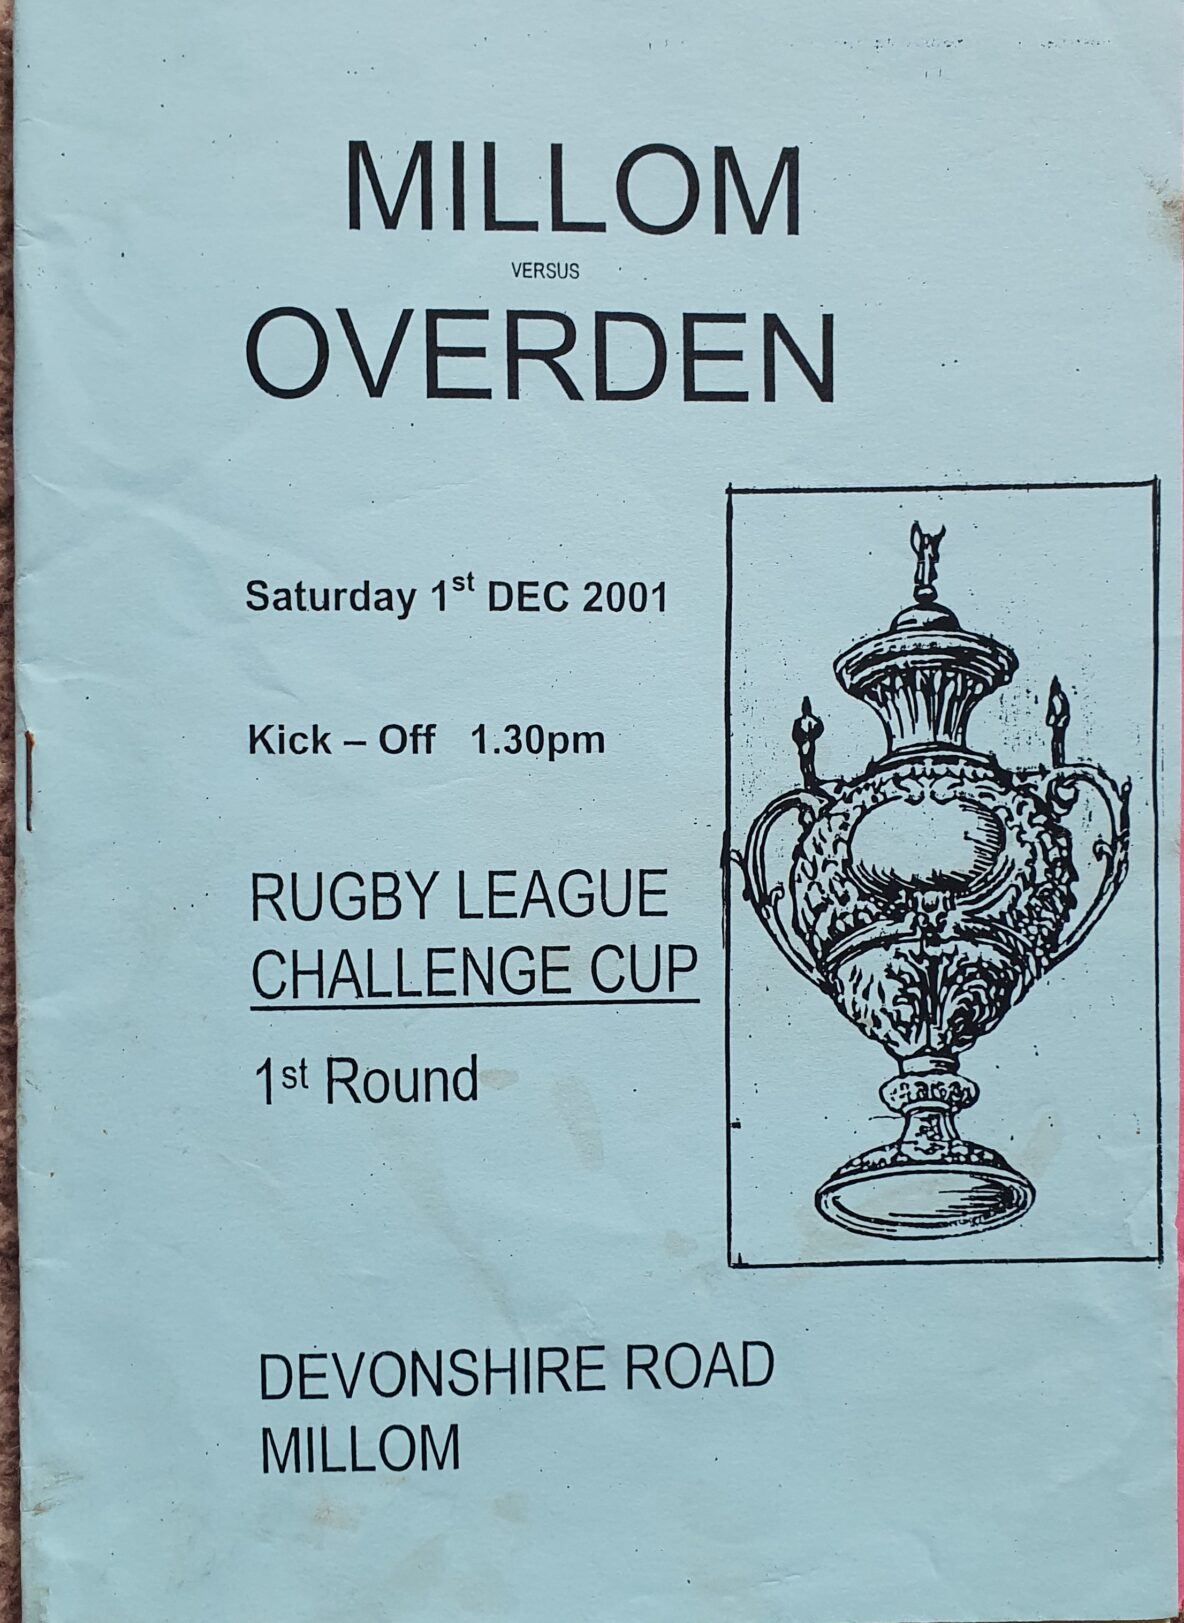 MILLOM
VERSUS
OVERDEN
Saturday 1st DEC 2001
Kick – Off 1.30pm
RUGBY LEAGUE
CHALLENGE CUP
1st Round
DEVONSHIRE ROAD
MILLOM